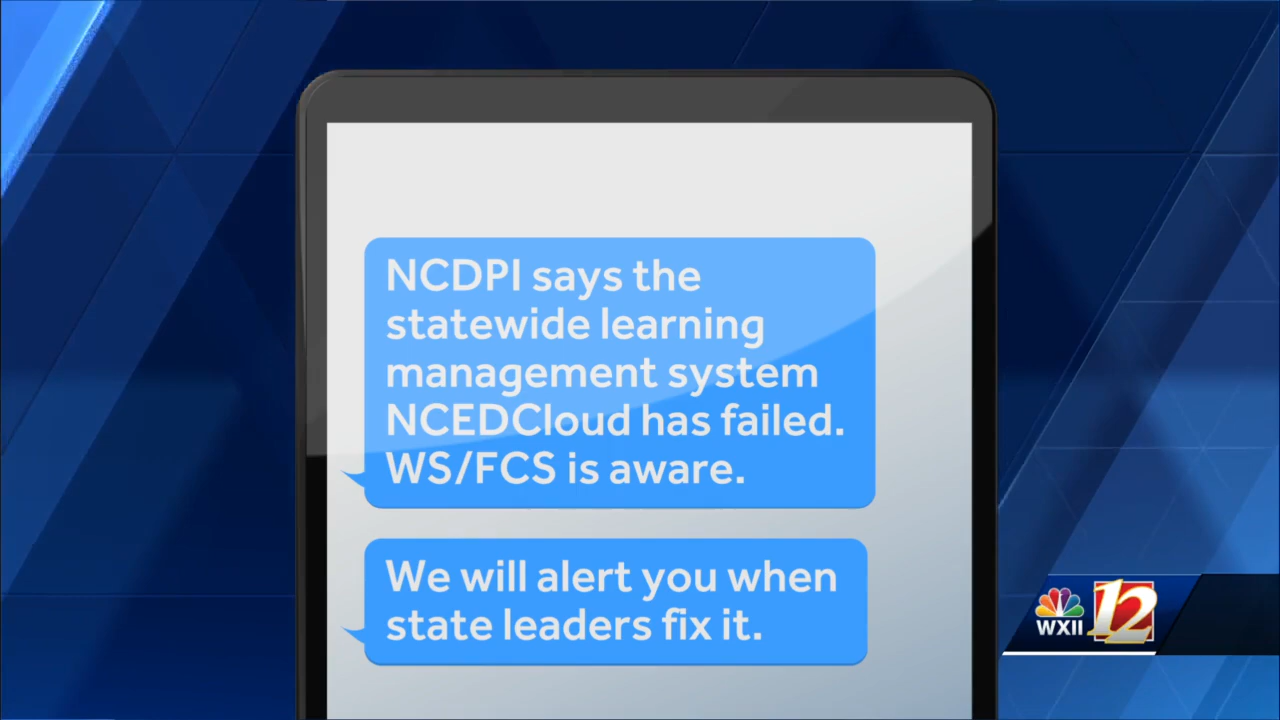 NCDPI says the
statewide learning
management system
NCEDCloud has failed.
WS/FCS is aware.
We will alert you when
state leaders fix it.
WXII 12